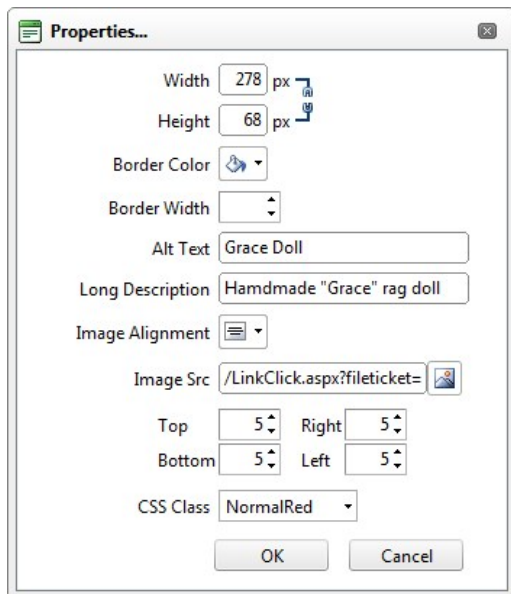 Properties...
Width 278 px
Height 68 px
Border Color
Border Width
Alt Text Grace Doll
Long Description Hamdmade "Grace" rag doll
Image Alignment
Image Src /LinkClick.aspx?fileticket=
Top 5 Right 5
Bottom 5 Left 5
CSS Class NormalRed
OK Cancel